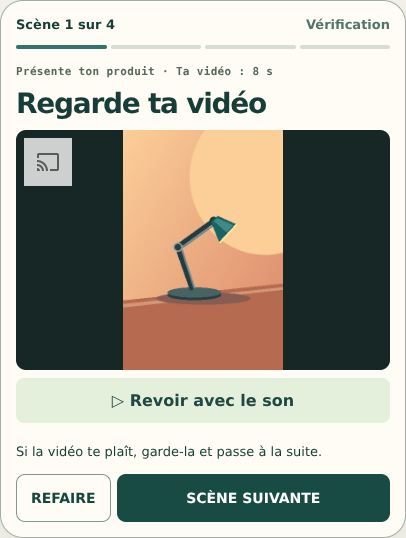 Scène 1 sur 4
Vérification
Présente ton produit · Ta vidéo : 8 s
Regarde ta vidéo
▷ Revoir avec le son
Si la vidéo te plaît, garde-la et passe à la suite.
REFAIRE
SCÈNE SUIVANTE